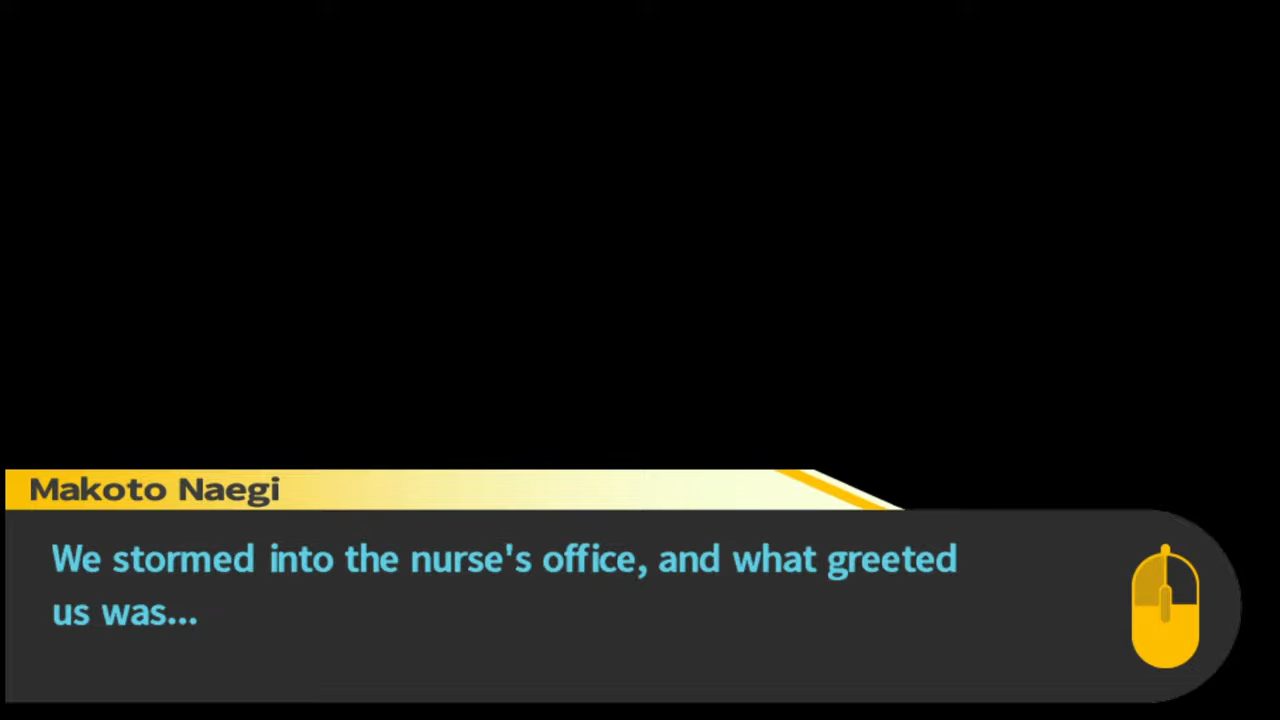 Makoto Naegi
We stormed into the nurse's office, and what greeted
us was...